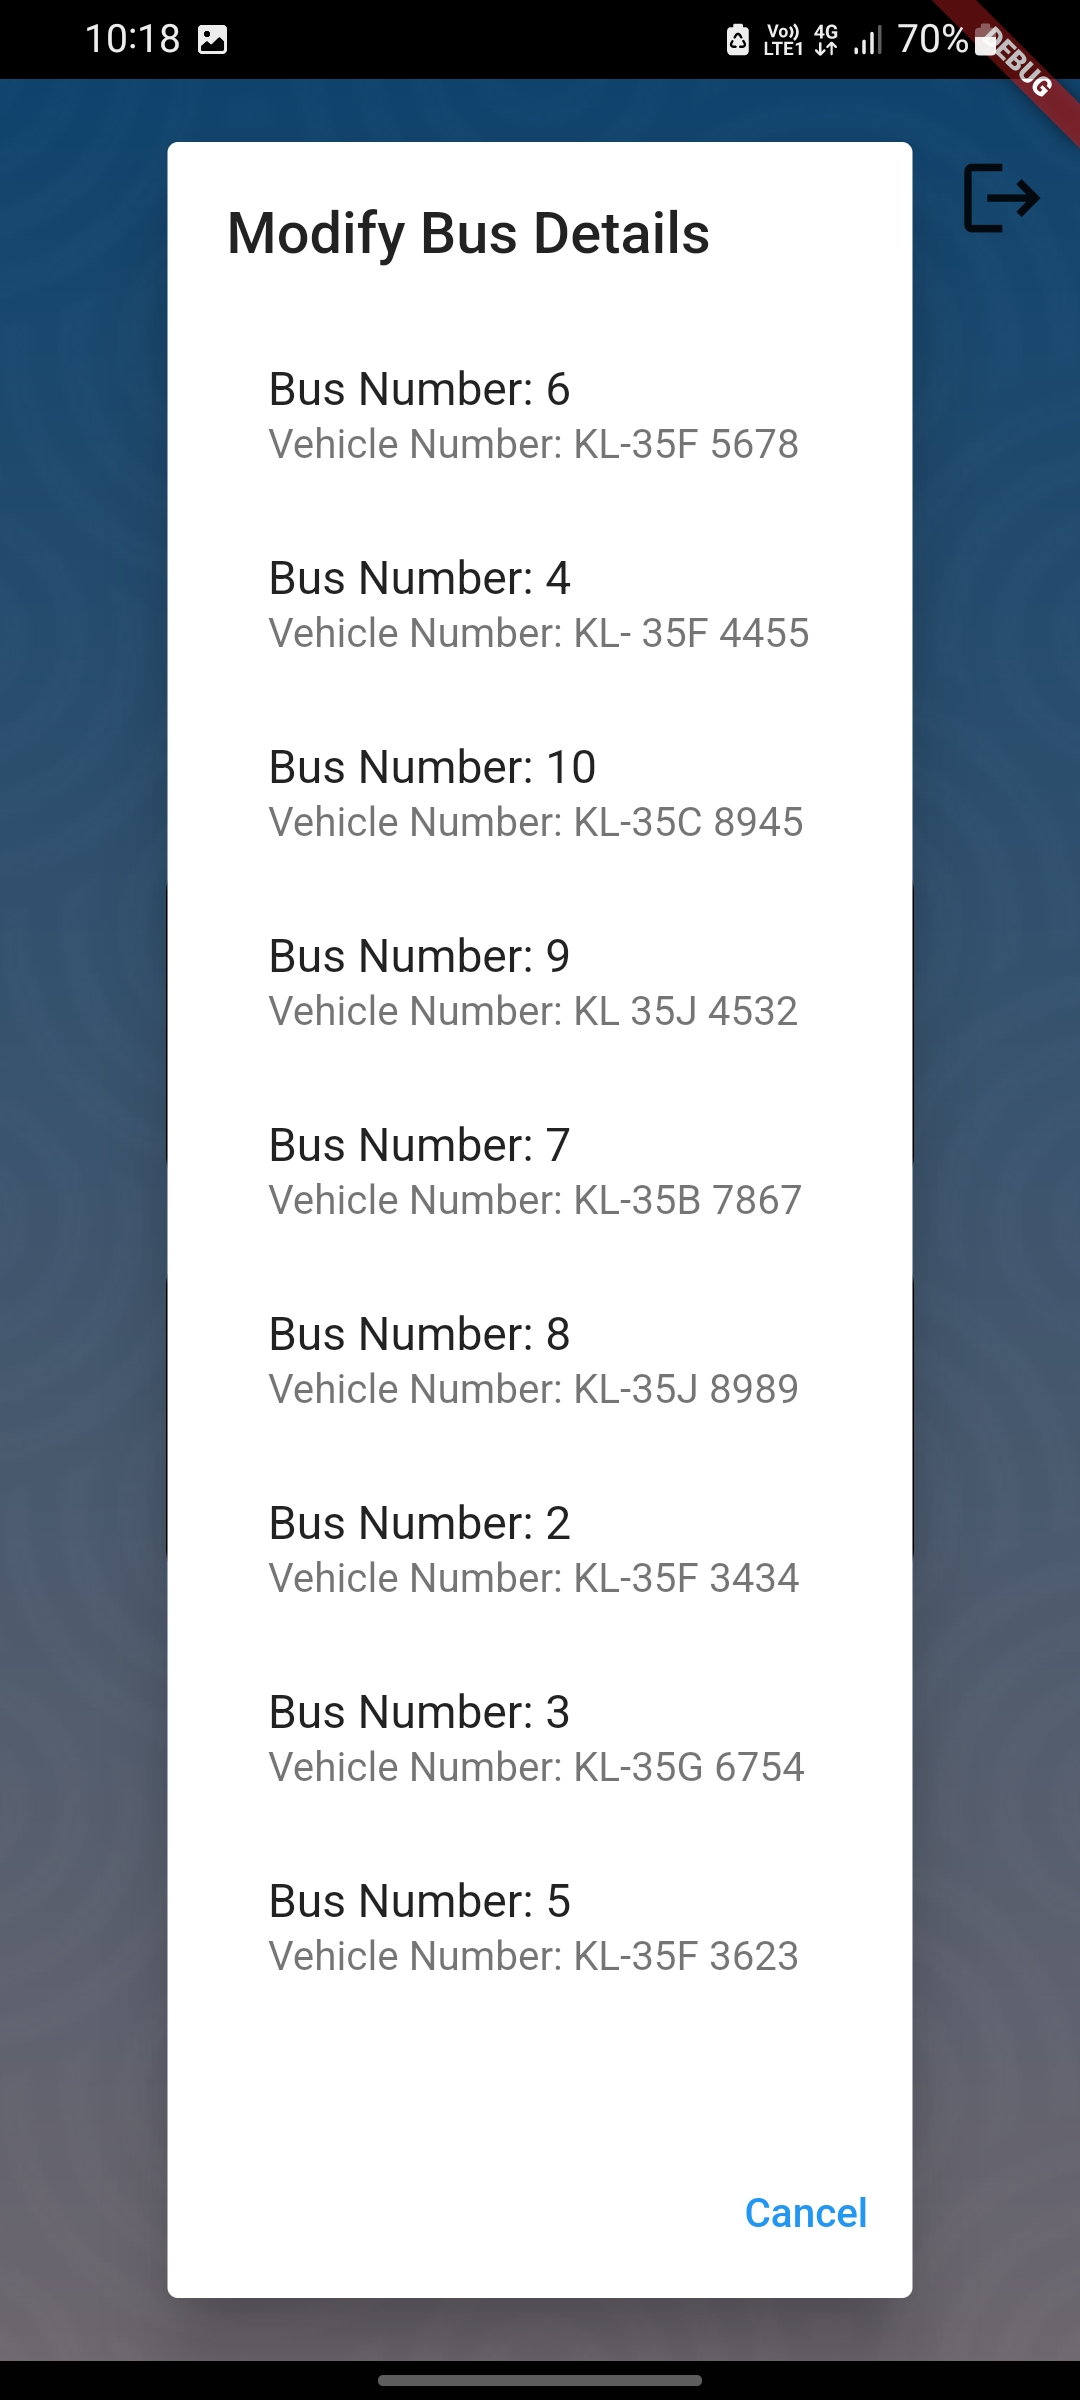 10:18
Vo)) LTE1 4G 70%
DEBUG
Modify Bus Details
Bus Number: 6
Vehicle Number: KL-35F 5678
Bus Number: 4
Vehicle Number: KL- 35F 4455
Bus Number: 10
Vehicle Number: KL-35C 8945
Bus Number: 9
Vehicle Number: KL 35J 4532
Bus Number: 7
Vehicle Number: KL-35B 7867
Bus Number: 8
Vehicle Number: KL-35J 8989
Bus Number: 2
Vehicle Number: KL-35F 3434
Bus Number: 3
Vehicle Number: KL-35G 6754
Bus Number: 5
Vehicle Number: KL-35F 3623
Cancel